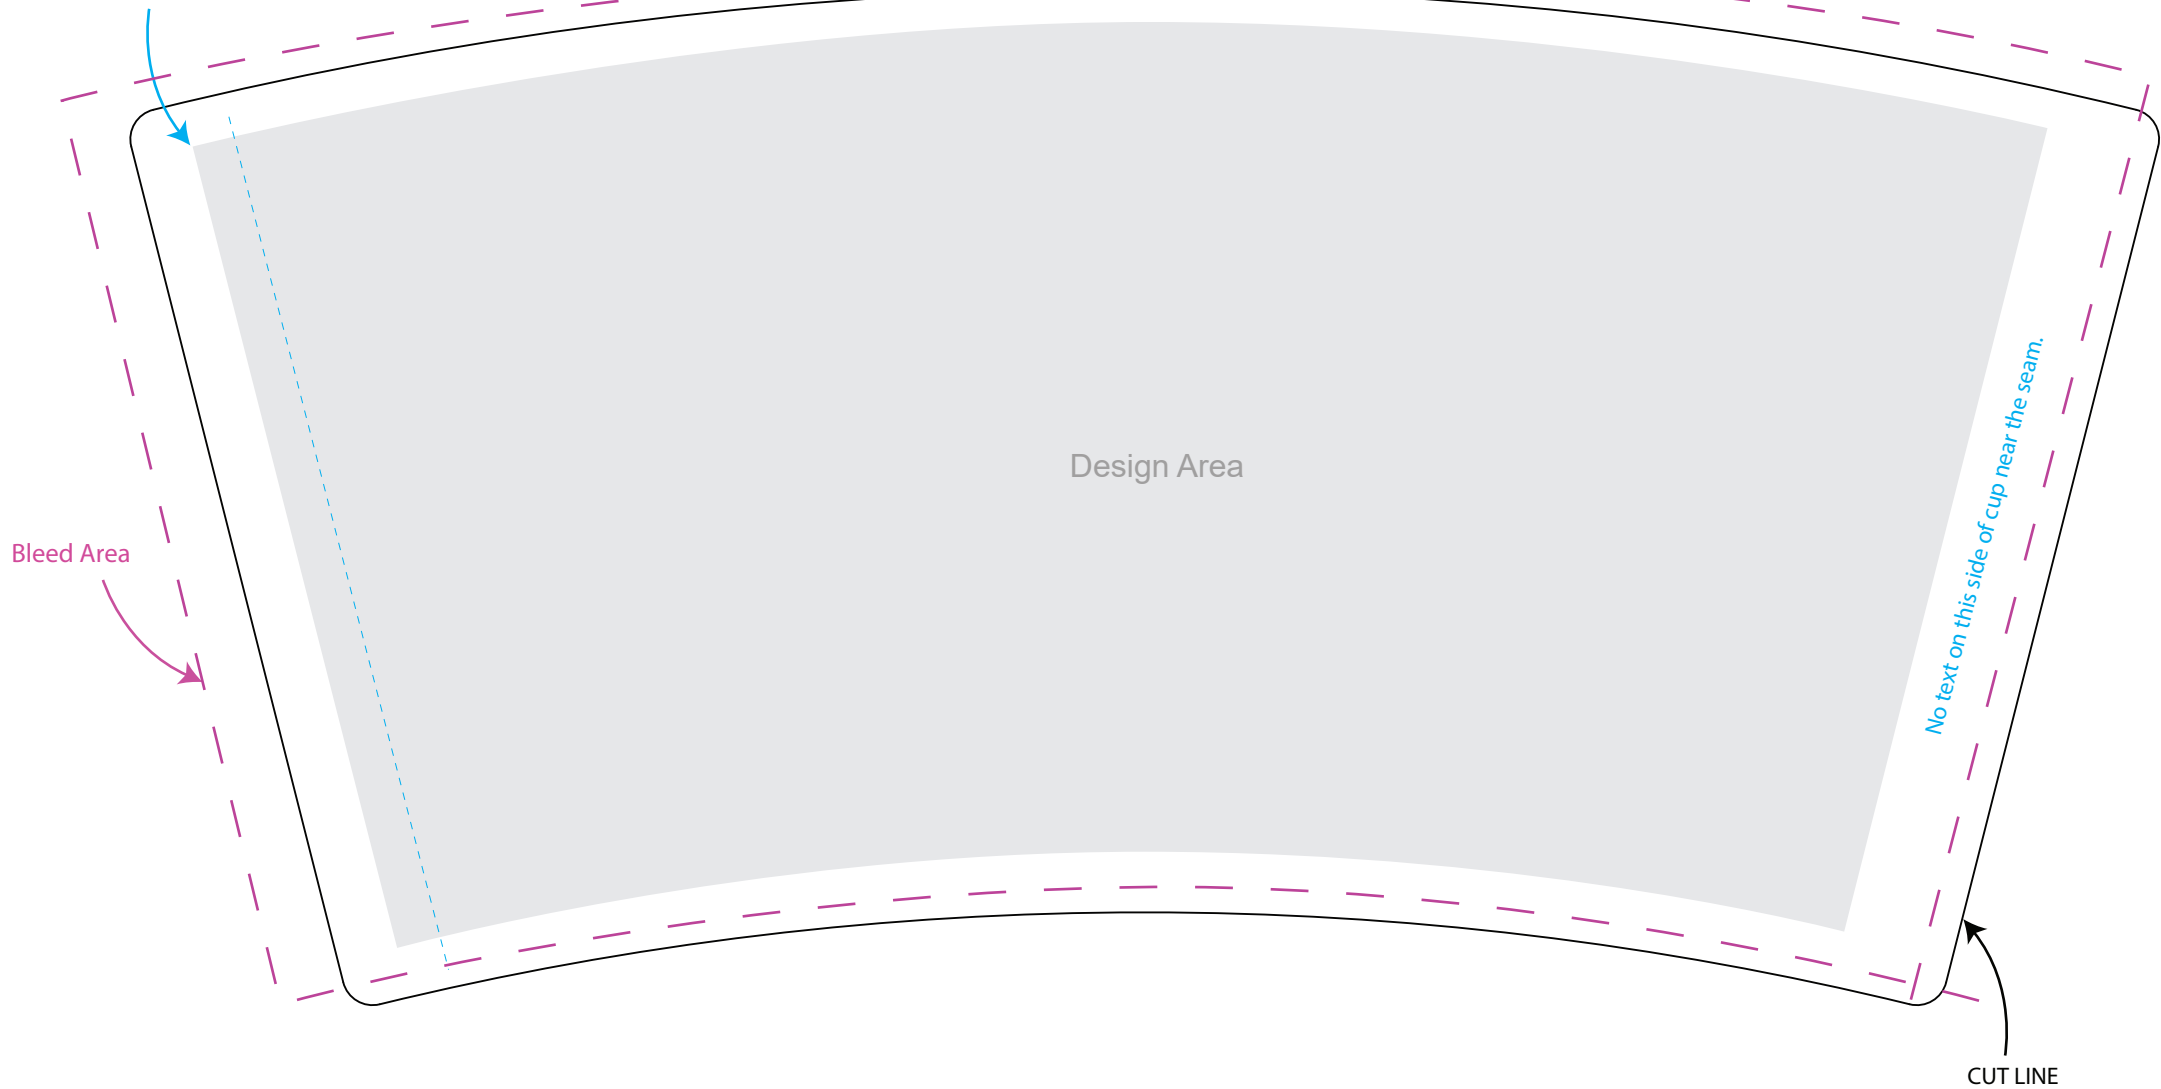 Design Area
No text on this side of cup near the seam.
Bleed Area
CUT LINE